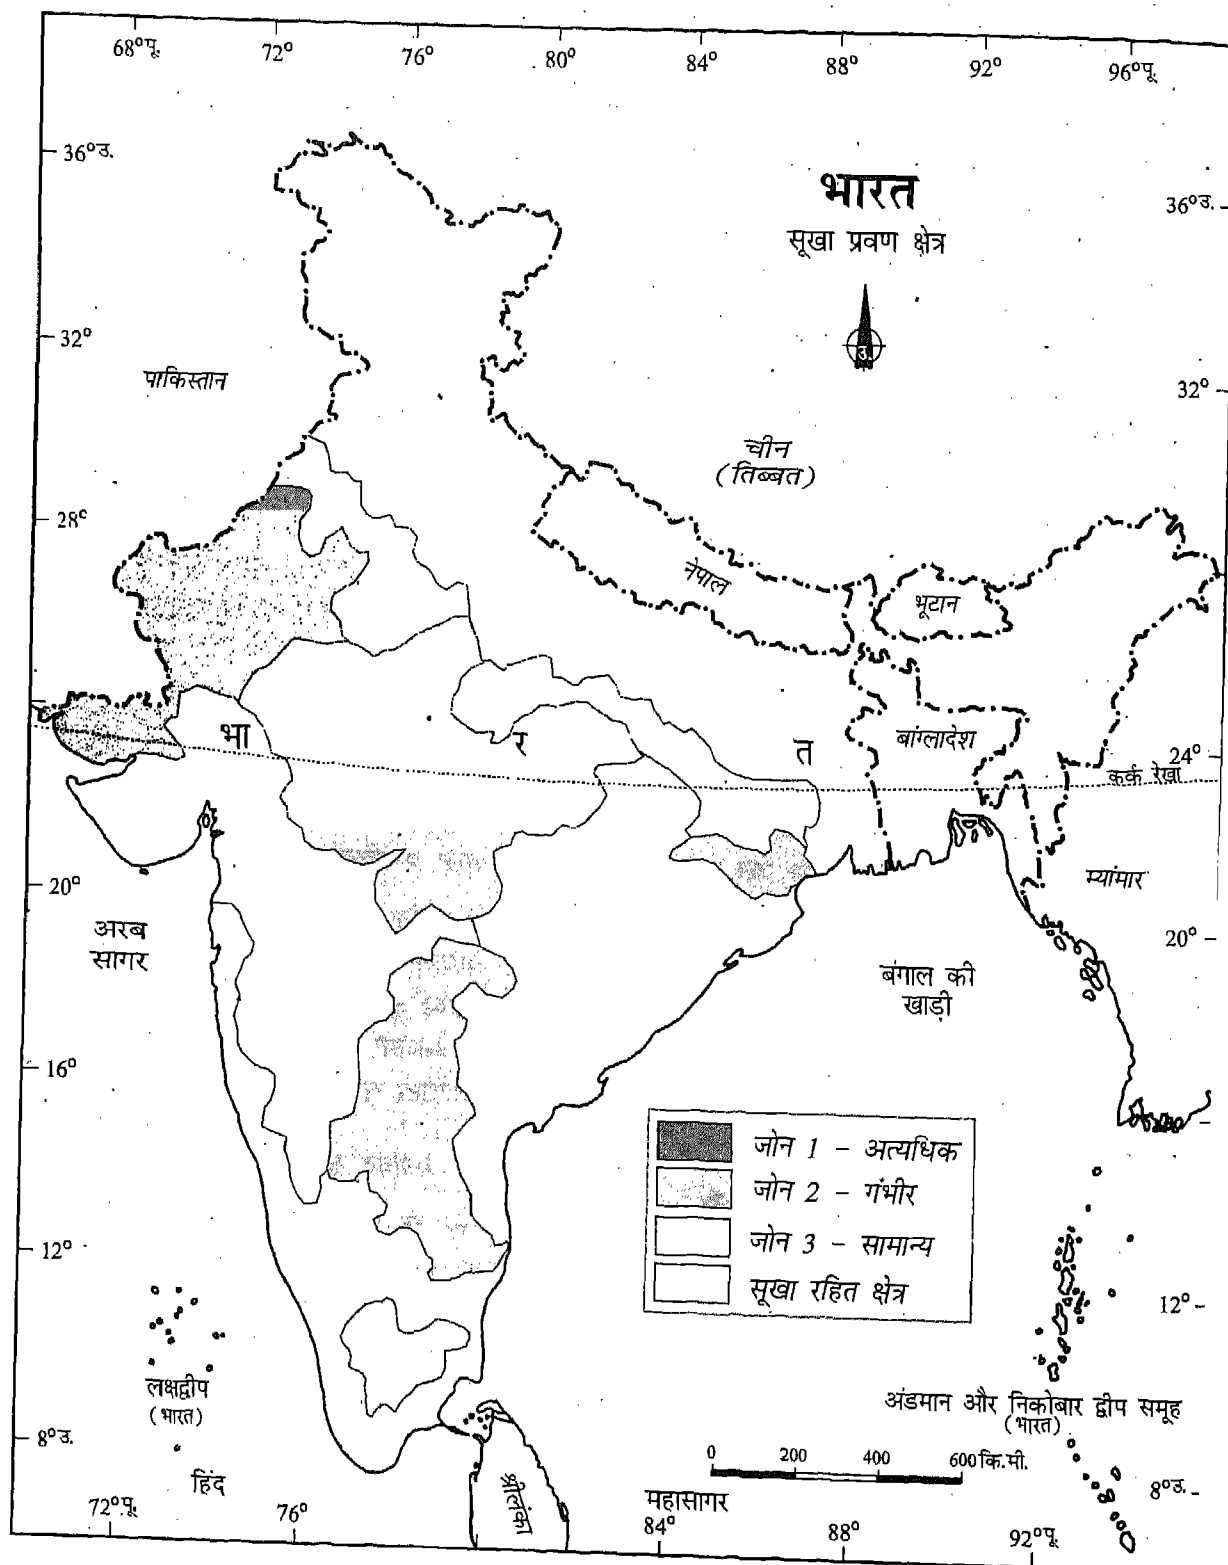 68°पू.
72°
76°
80°
84°
88°
92°
96°पू.
36°उ.
भारत
36°उ.
सूखा प्रवण क्षेत्र
उ
32°
पाकिस्तान
32°
चीन
(तिब्बत)
28°
नेपाल
भूटान
भा
र
त
बांग्लादेश
24°
कर्क रेखा
20°
म्यांमार
अरब
सागर
20°
बंगाल की
खाड़ी
16°
जोन 1 - अत्यधिक
जोन 2 - गंभीर
जोन 3 - सामान्य
सूखा रहित क्षेत्र
12°
12°
लक्षद्वीप
(भारत)
अंडमान और निकोबार द्वीप समूह
(भारत)
8°उ.
0 200 400 600 कि.मी.
हिंद
महासागर
श्रीलंका
8°उ.
72°पू.
76°
84°
88°
92°पू.